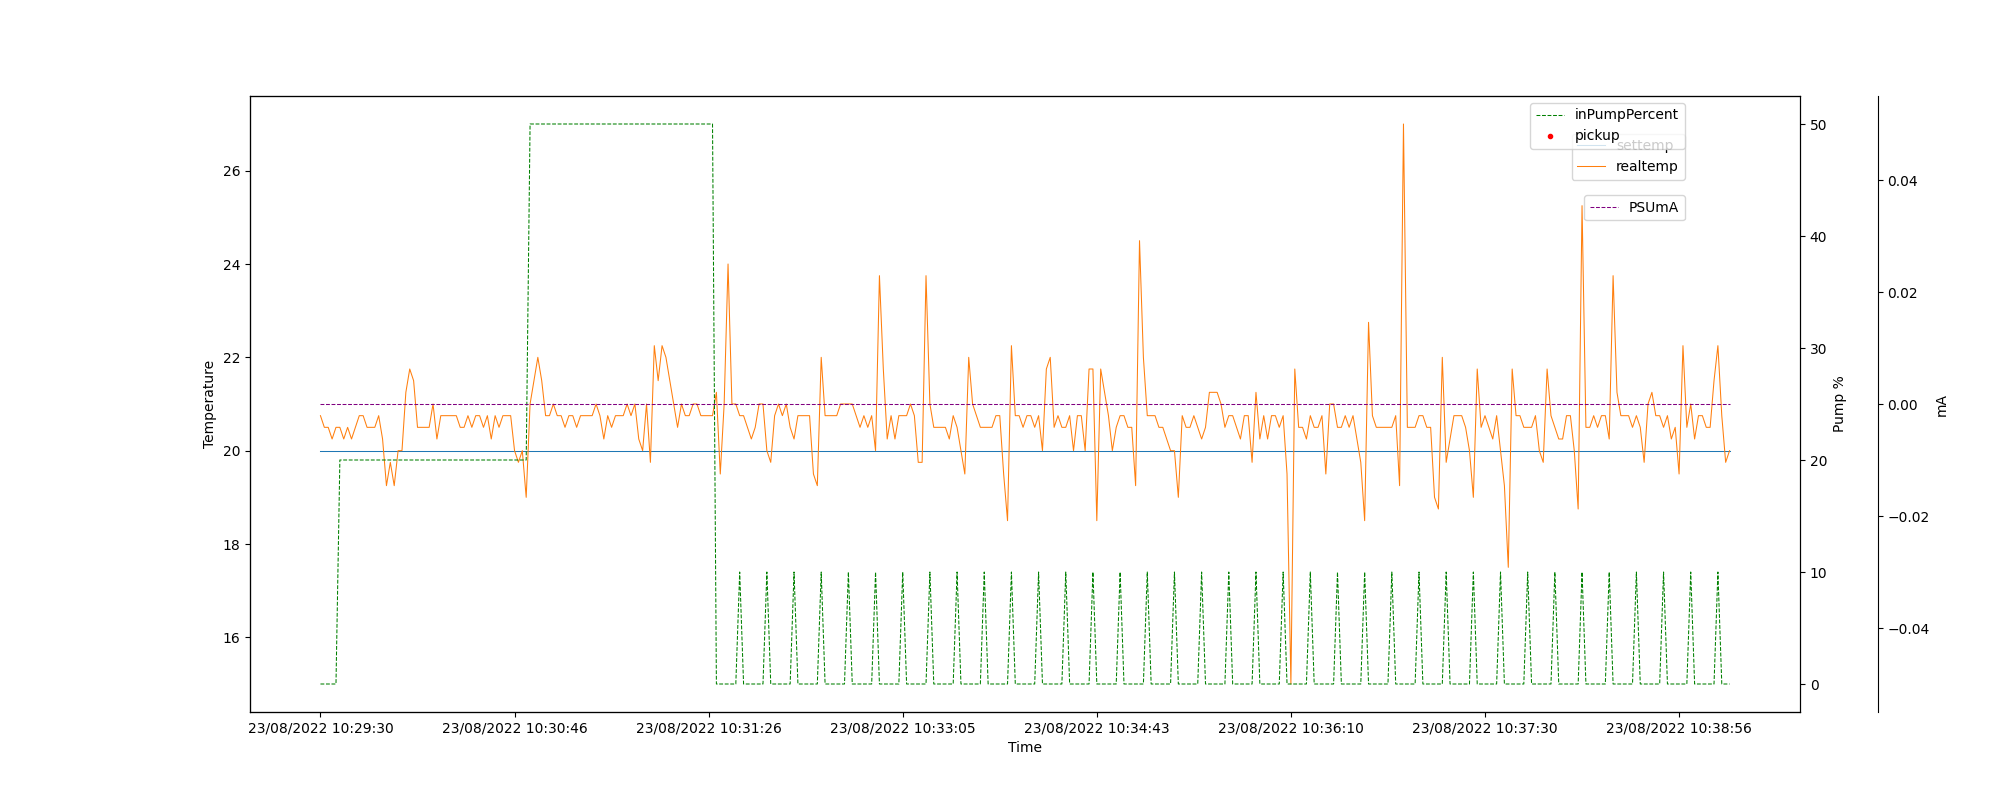 inPumpPercent
pickup
settemp
realtemp
PSUmA
Temperature
26
24
22
20
18
16
Pump %
50
40
30
20
10
0
mA
0.04
0.02
0.00
−0.02
−0.04
23/08/2022 10:29:30
23/08/2022 10:30:46
23/08/2022 10:31:26
23/08/2022 10:33:05
23/08/2022 10:34:43
23/08/2022 10:36:10
23/08/2022 10:37:30
23/08/2022 10:38:56
Time